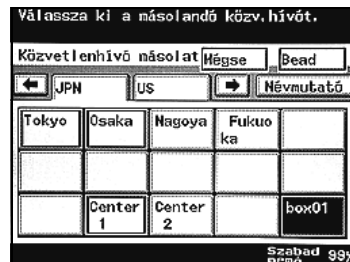 Válassza ki a másolandó közv.hívót.
Közvetlenhívó másolat Mégse Bead
JPN US Névmutató
Tokyo Osaka Nagoya Fukuo
ka
Center Center box01
1 2
Szabad 99%